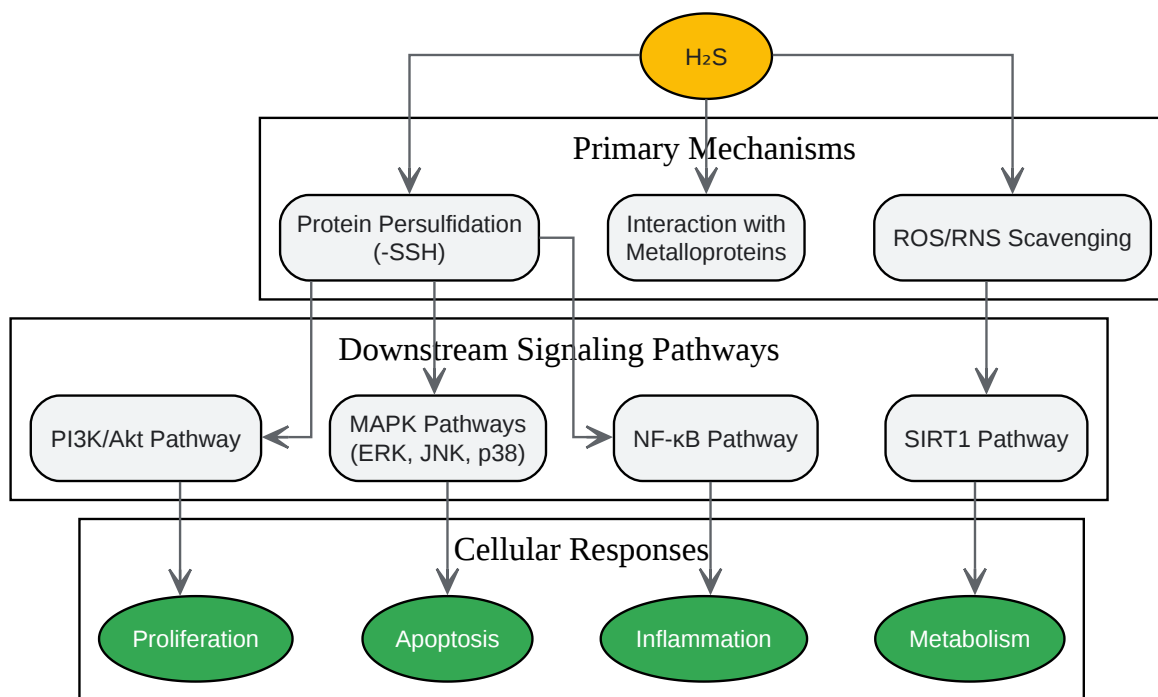 H₂S
Primary Mechanisms
Protein Persulfidation
(-SSH)
Interaction with
Metalloproteins
ROS/RNS Scavenging
Downstream Signaling Pathways
PI3K/Akt Pathway
MAPK Pathways
(ERK, JNK, p38)
NF-κB Pathway
SIRT1 Pathway
Cellular Responses
Proliferation
Apoptosis
Inflammation
Metabolism